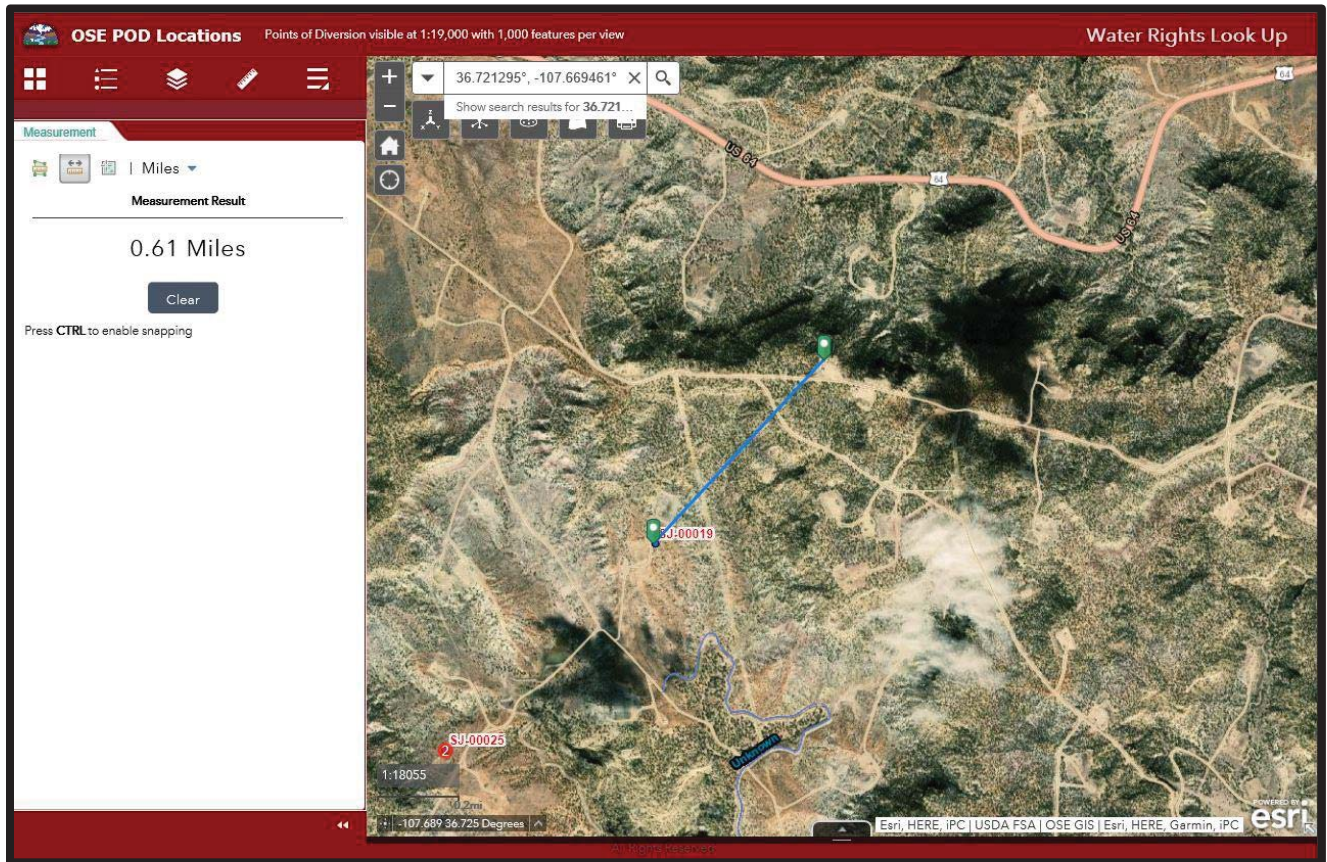 OSE POD Locations Points of Diversion visible at 1:19,000 with 1,000 features per view Water Rights Look Up
Measurement
| Miles
Measurement Result
0.61 Miles
Clear
Press CTRL to enable snapping
+
36.721295°, -107.669461°
Show search results for 36.721...
−
64
US 64
64
US 64
SJ-00019
SJ-00025
2
Unknown
1:18055
0.2mi
-107.689 36.725 Degrees
Esri, HERE, iPC | USDA FSA | OSE GIS | Esri, HERE, Garmin, iPC
POWERED BY
esri
All Rights Reserved